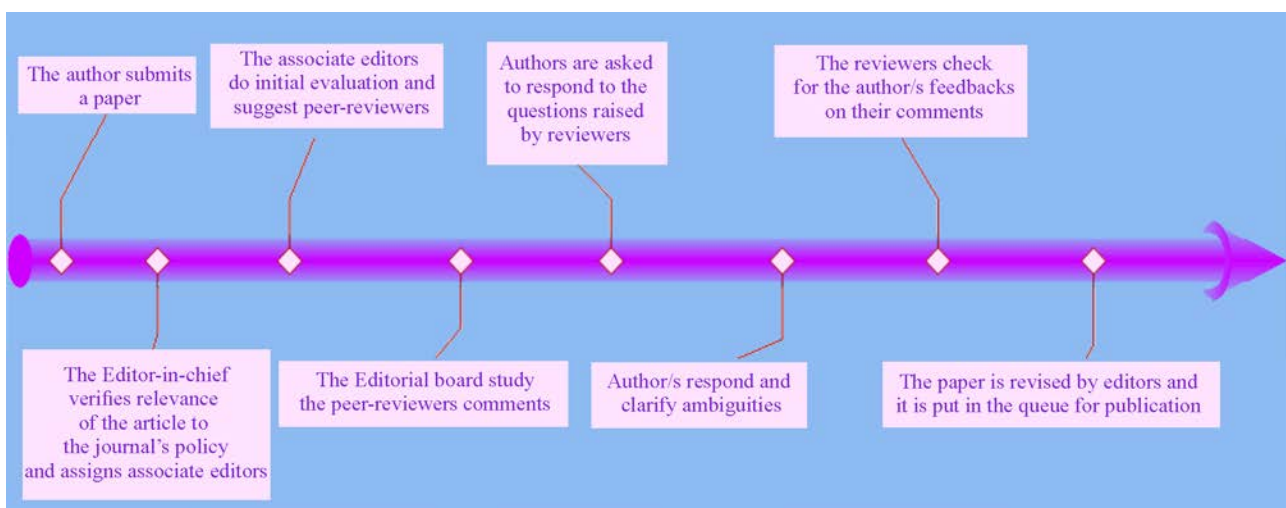 The author submits
a paper
The Editor-in-chief
verifies relevance
of the article to
the journal's policy
and assigns associate editors
The associate editors
do initial evaluation and
suggest peer-reviewers
The Editorial board study
the peer-reviewers comments
Authors are asked
to respond to the
questions raised
by reviewers
Author/s respond and
clarify ambiguities
The reviewers check
for the author/s feedbacks
on their comments
The paper is revised by editors and
it is put in the queue for publication